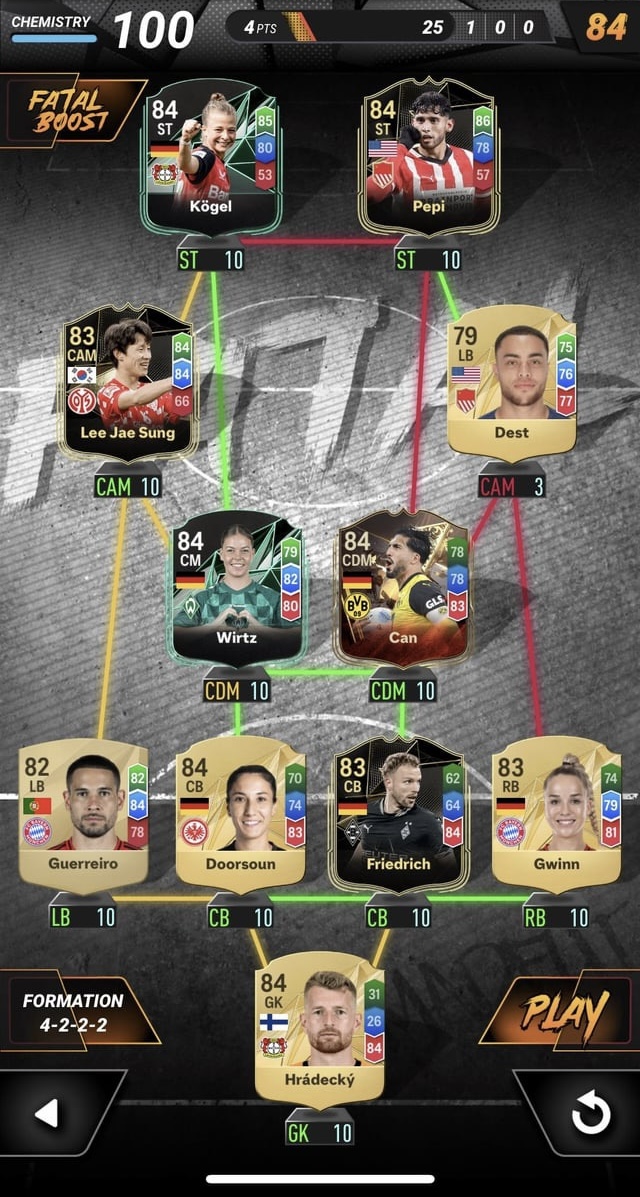 CHEMISTRY 100
4 PTS 25 1 0 0
84
FATAL
BOOST
84
ST
85
80
53
Kögel
ST 10
84
ST
86
78
57
Pepi
ST 10
83
CAM
84
84
66
Lee Jae Sung
CAM 10
79
LB
75
76
77
Dest
CAM 3
84
CM
79
82
80
Wirtz
CDM 10
84
CDM
78
78
83
BVB
09
GLS
Can
CDM 10
82
LB
82
84
78
Guerreiro
LB 10
84
CB
70
74
83
Doorsoun
CB 10
83
CB
62
64
84
Friedrich
CB 10
83
RB
74
79
81
Gwinn
RB 10
84
GK
31
26
84
Hrádecký
GK 10
FORMATION
4-2-2-2
PLAY